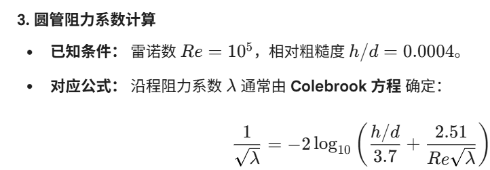 3. 圆管阻力系数计算
• 已知条件： 雷诺数 Re = 10⁵，相对粗糙度 h/d = 0.0004。
• 对应公式： 沿程阻力系数 λ 通常由 Colebrook 方程 确定：
1/√λ = −2 log₁₀ ( (h/d)/3.7 + 2.51/(Re√λ) )